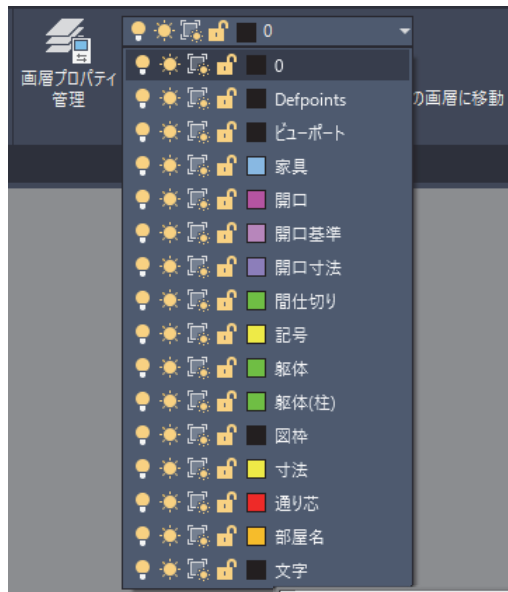 0
画層プロパティ
管理
の画層に移動
0
Defpoints
ビューポート
家具
開口
開口基準
開口寸法
間仕切り
記号
躯体
躯体(柱)
図枠
寸法
通り芯
部屋名
文字